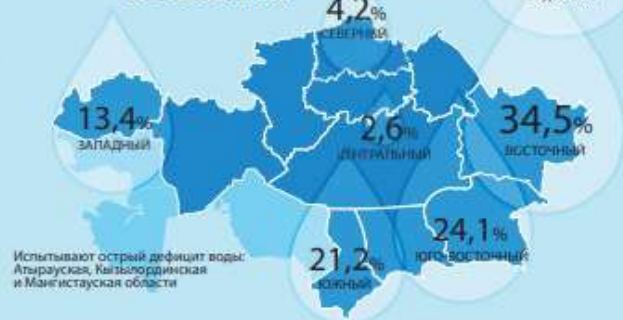 4,2%
СЕВЕРНЫЙ
13,4%
ЗАПАДНЫЙ
2,6%
ЦЕНТРАЛЬНЫЙ
34,5%
ВОСТОЧНЫЙ
24,1%
ЮГО-ВОСТОЧНЫЙ
21,2%
ЮЖНЫЙ
Испытывают острый дефицит воды:
Атырауская, Кызылординская
и Мангистауская области